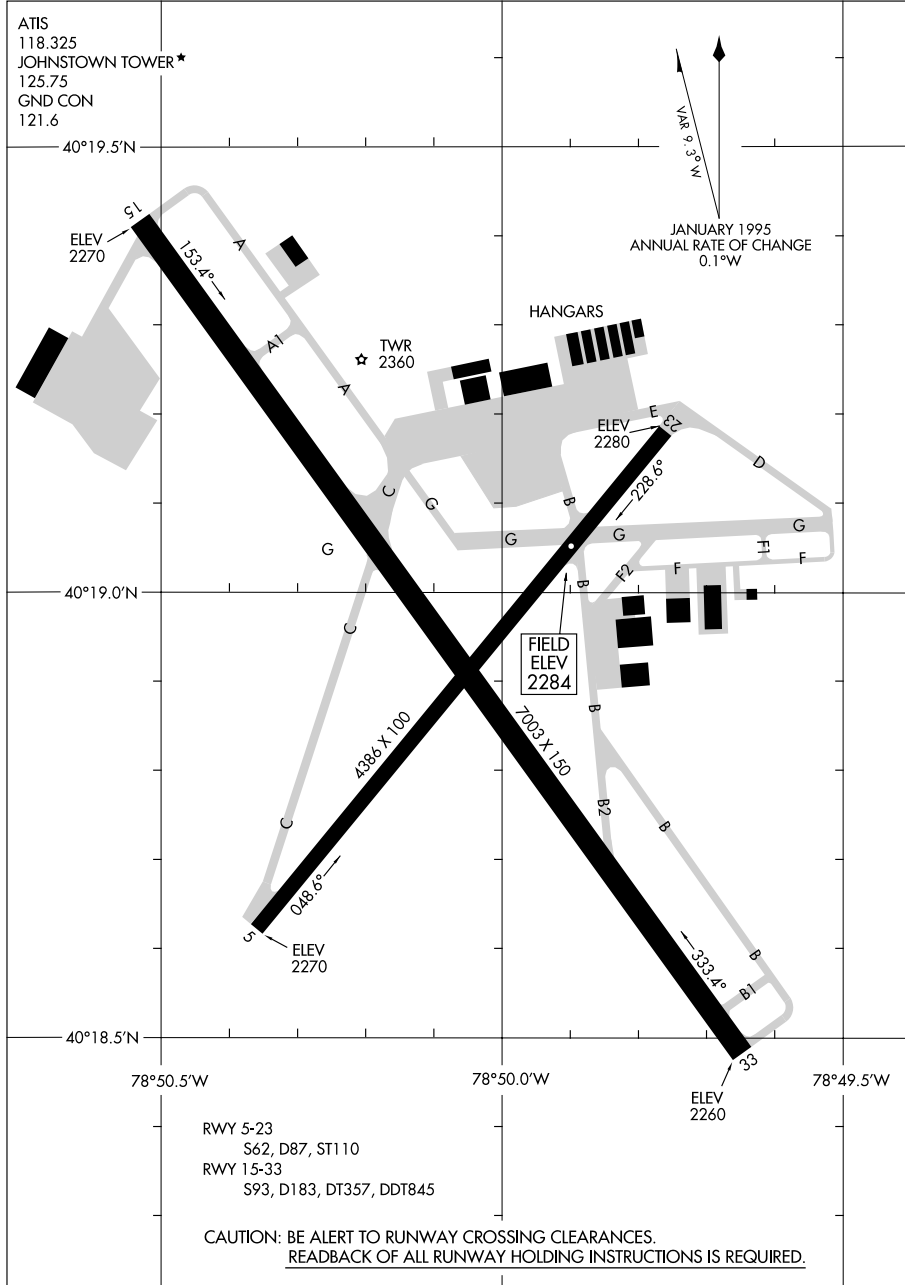 ATIS
118.325
JOHNSTOWN TOWER★
125.75
GND CON
121.6
VAR 9.3° W
JANUARY 1995
ANNUAL RATE OF CHANGE
0.1°W
40°19.5'N
15
ELEV
2270
153.4°
A
A1
A
TWR
2360
HANGARS
E
23
ELEV
2280
228.6°
D
C
G
G
B
G
G
G
F1
F
F
F2
B
40°19.0'N
C
FIELD
ELEV
2284
B
4386 X 100
7003 X 150
B2
B
C
048.6°
5
ELEV
2270
B
333.4°
B1
40°18.5'N
33
78°50.5'W
78°50.0'W
78°49.5'W
ELEV
2260
RWY 5-23
S62, D87, ST110
RWY 15-33
S93, D183, DT357, DDT845
CAUTION: BE ALERT TO RUNWAY CROSSING CLEARANCES.
READBACK OF ALL RUNWAY HOLDING INSTRUCTIONS IS REQUIRED.